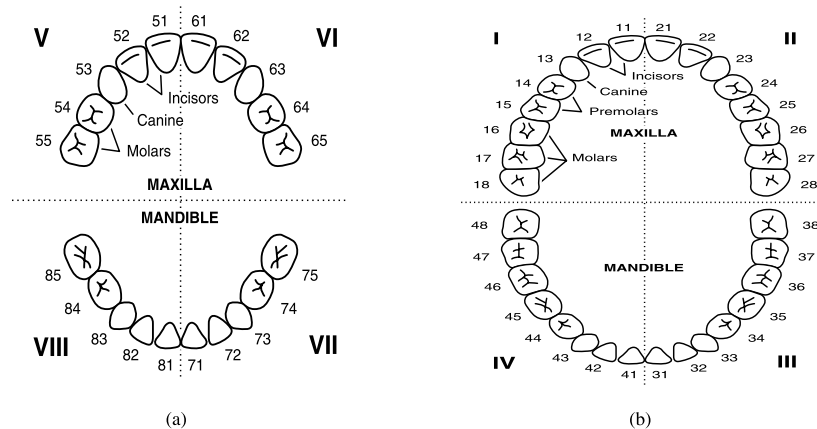 51 61
V 52 62 VI
53 63
Incisors
54 Canine 64
55 Molars 65
MAXILLA
MANDIBLE
85 75
84 74
83 73
VIII 82 72 VII
81 71
(a)
11 21
I 12 22 II
13 23
Incisors
14 Canine 24
15 Premolars 25
16 MAXILLA 26
17 Molars 27
18 28
48 38
47 37
MANDIBLE
46 36
45 35
44 34
43 33
IV 42 32 III
41 31
(b)